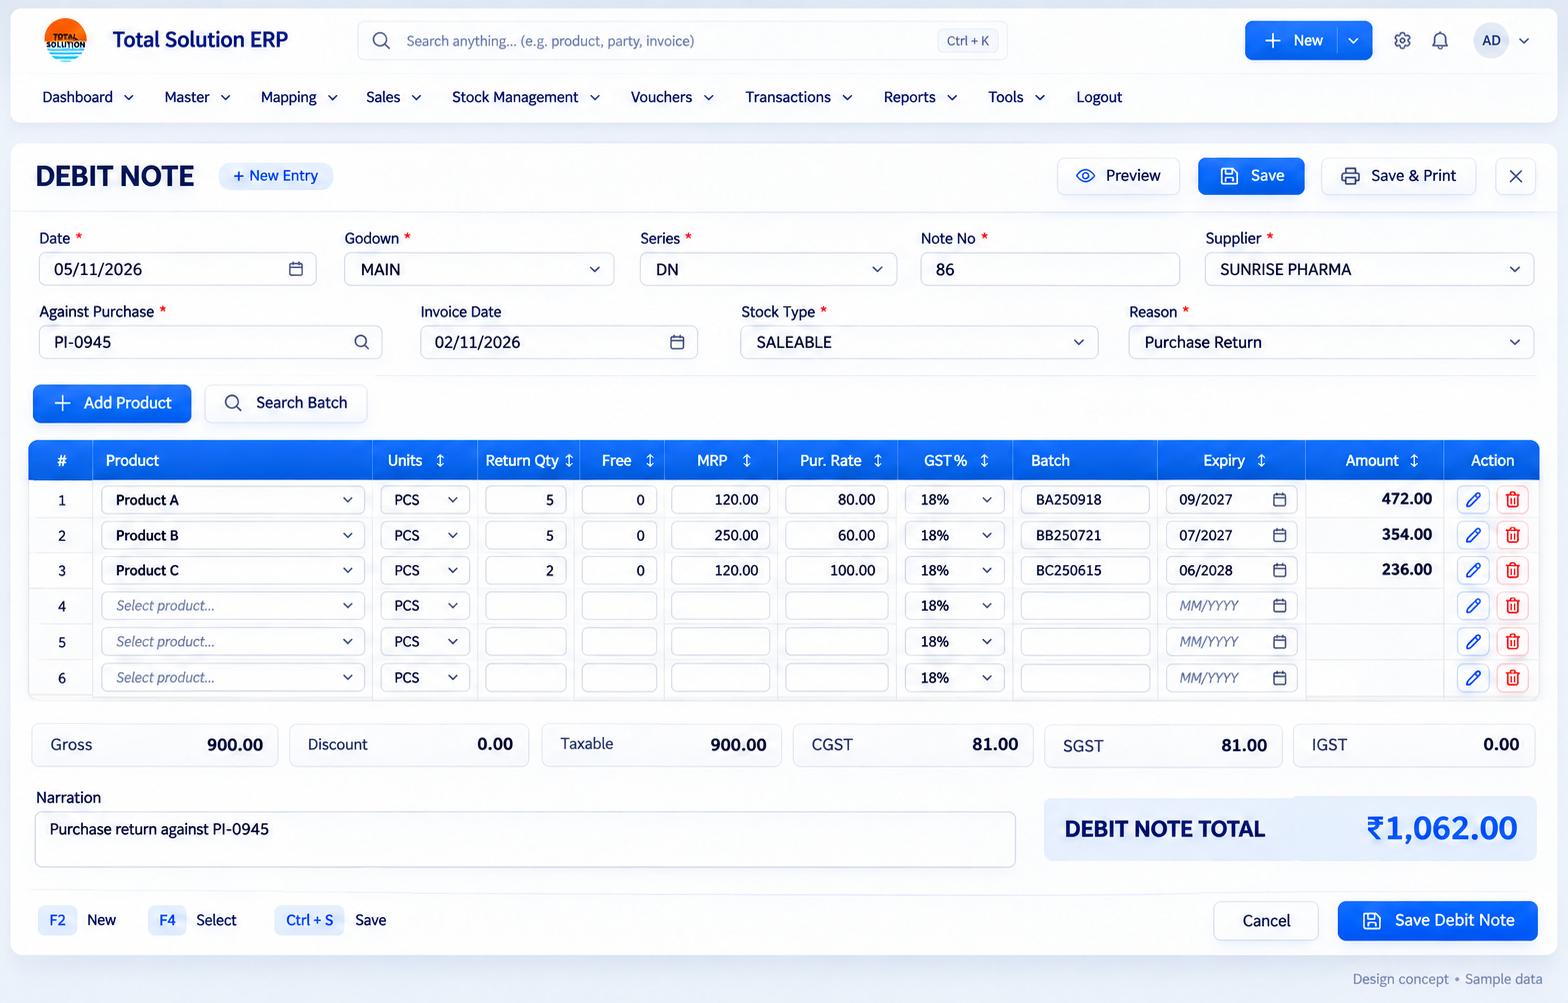 TOTAL SOLUTION Total Solution ERP Search anything... (e.g. product, party, invoice) Ctrl + K + New AD
Dashboard Master Mapping Sales Stock Management Vouchers Transactions Reports Tools Logout
DEBIT NOTE + New Entry Preview Save Save & Print
Date * Godown * Series * Note No * Supplier *
05/11/2026 MAIN DN 86 SUNRISE PHARMA
Against Purchase * Invoice Date Stock Type * Reason *
PI-0945 02/11/2026 SALEABLE Purchase Return
+ Add Product Search Batch
# Product Units Return Qty Free MRP Pur. Rate GST % Batch Expiry Amount Action
1 Product A PCS 5 0 120.00 80.00 18% BA250918 09/2027 472.00
2 Product B PCS 5 0 250.00 60.00 18% BB250721 07/2027 354.00
3 Product C PCS 2 0 120.00 100.00 18% BC250615 06/2028 236.00
4 Select product... PCS 18% MM/YYYY
5 Select product... PCS 18% MM/YYYY
6 Select product... PCS 18% MM/YYYY
Gross 900.00 Discount 0.00 Taxable 900.00 CGST 81.00 SGST 81.00 IGST 0.00
Narration
Purchase return against PI-0945
DEBIT NOTE TOTAL ₹1,062.00
F2 New F4 Select Ctrl + S Save Cancel Save Debit Note
Design concept • Sample data